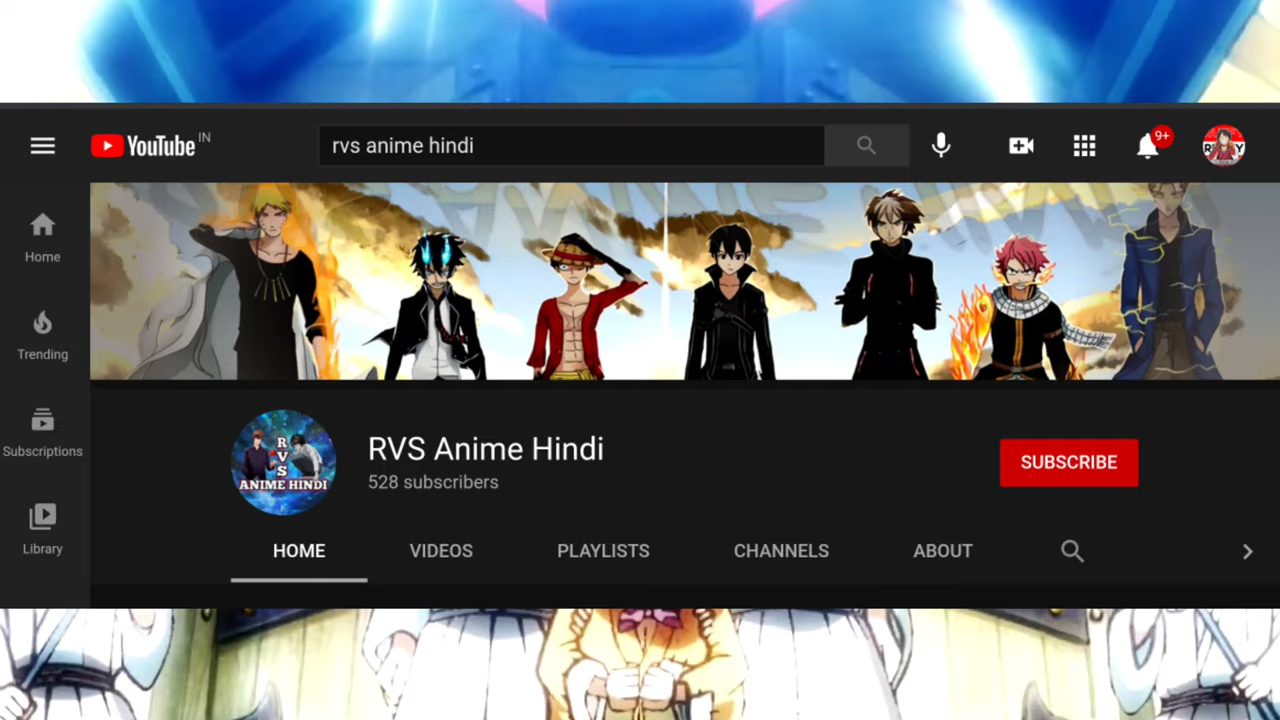 YouTube IN
rvs anime hindi
9+
Home
Trending
Subscriptions
Library
R
V
S
ANIME HINDI
RVS Anime Hindi
528 subscribers
SUBSCRIBE
HOME VIDEOS PLAYLISTS CHANNELS ABOUT